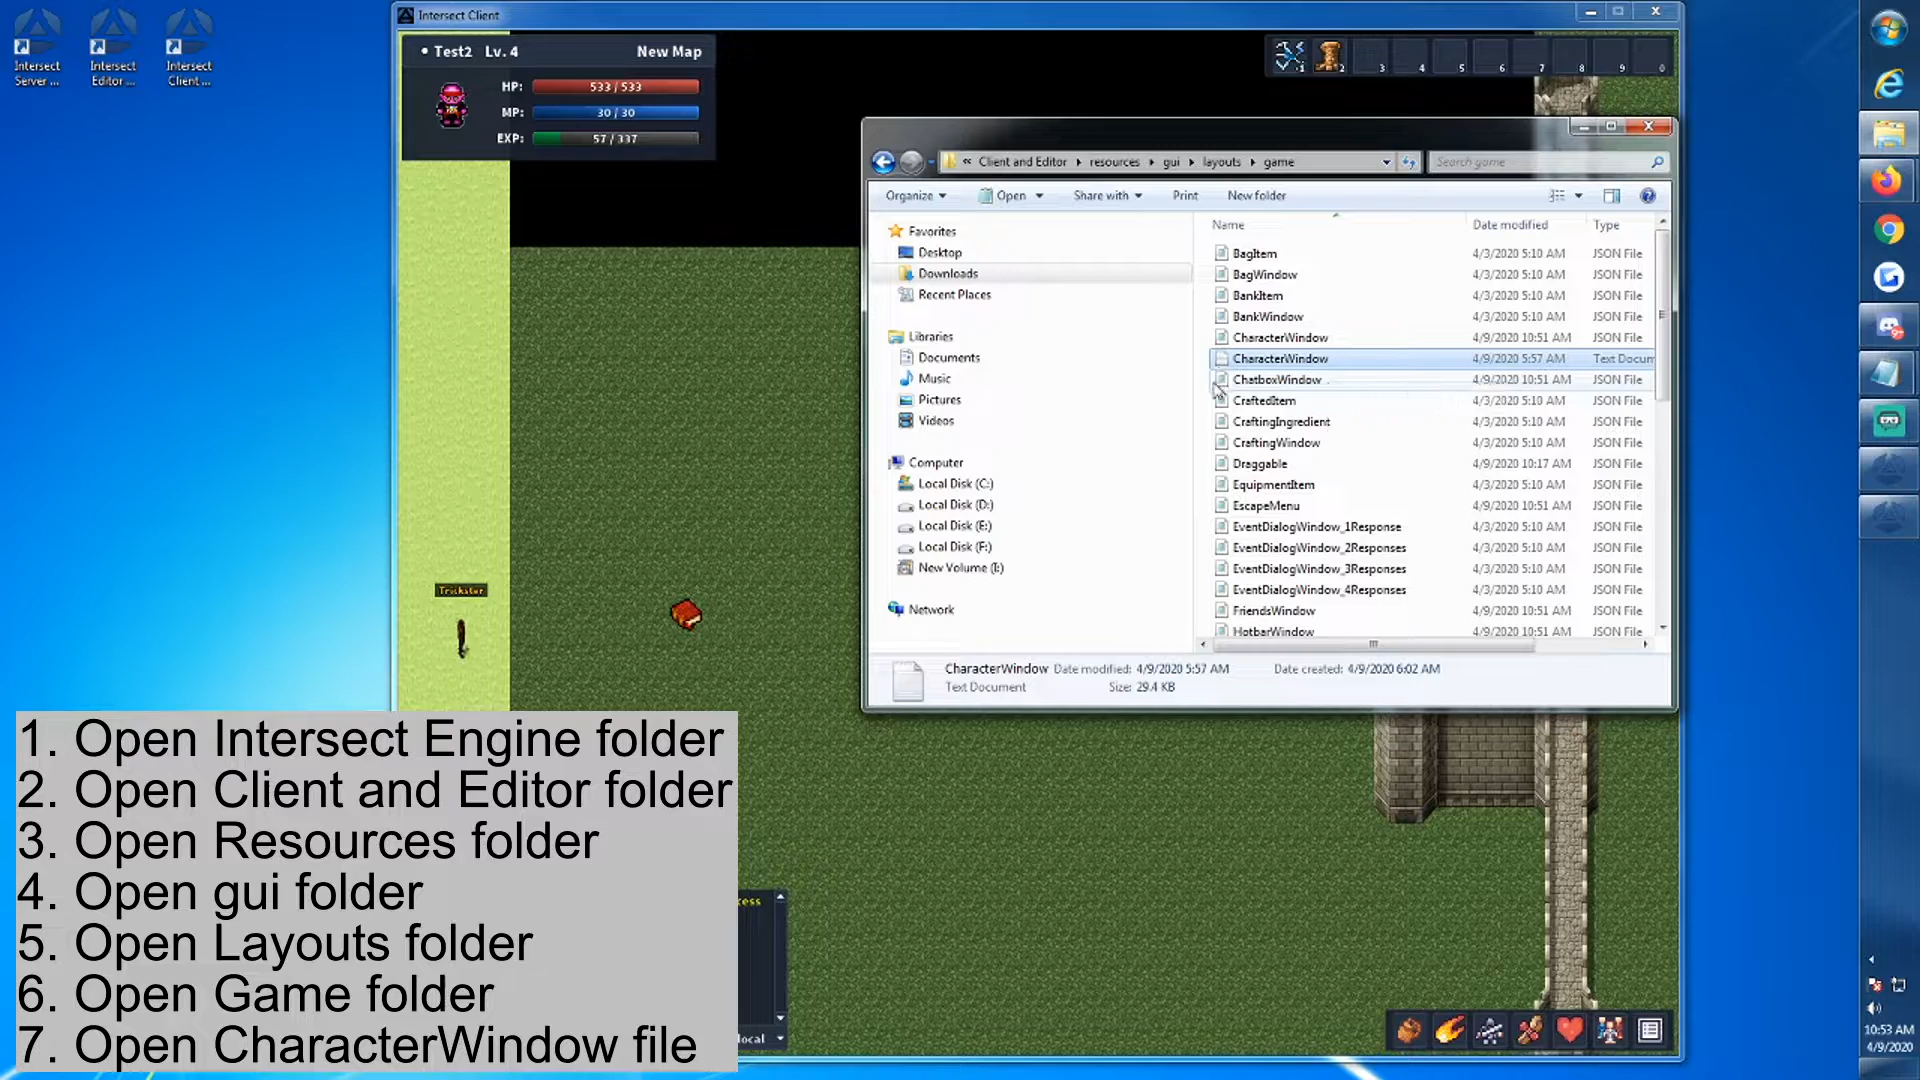 Intersect Server ...
Intersect Editor ...
Intersect Client ...
Intersect Client
Test2 Lv. 4 New Map
HP: 533 / 533
MP: 30 / 30
EXP: 57 / 337
1 2 3 4 5 6 7 8 9 0
« Client and Editor resources gui layouts game
Search game
Organize Open Share with Print New folder
Favorites
Desktop
Downloads
Recent Places
Libraries
Documents
Music
Pictures
Videos
Computer
Local Disk (C:)
Local Disk (D:)
Local Disk (E:)
Local Disk (F:)
New Volume (I:)
Network
Name Date modified Type
BagItem 4/3/2020 5:10 AM JSON File
BagWindow 4/3/2020 5:10 AM JSON File
BankItem 4/3/2020 5:10 AM JSON File
BankWindow 4/3/2020 5:10 AM JSON File
CharacterWindow 4/9/2020 10:51 AM JSON File
CharacterWindow 4/9/2020 5:57 AM Text Docum
ChatboxWindow 4/9/2020 10:51 AM JSON File
CraftedItem 4/3/2020 5:10 AM JSON File
CraftingIngredient 4/3/2020 5:10 AM JSON File
CraftingWindow 4/3/2020 5:10 AM JSON File
Draggable 4/9/2020 10:17 AM JSON File
EquipmentItem 4/3/2020 5:10 AM JSON File
EscapeMenu 4/9/2020 10:51 AM JSON File
EventDialogWindow_1Response 4/3/2020 5:10 AM JSON File
EventDialogWindow_2Responses 4/3/2020 5:10 AM JSON File
EventDialogWindow_3Responses 4/3/2020 5:10 AM JSON File
EventDialogWindow_4Responses 4/3/2020 5:10 AM JSON File
FriendsWindow 4/9/2020 10:51 AM JSON File
HotbarWindow 4/9/2020 10:51 AM JSON File
CharacterWindow Date modified: 4/9/2020 5:57 AM Date created: 4/9/2020 6:02 AM
Text Document Size: 29.4 KB
Trickster
1. Open Intersect Engine folder
2. Open Client and Editor folder
3. Open Resources folder
4. Open gui folder
5. Open Layouts folder
6. Open Game folder
7. Open CharacterWindow file
cess
local
10:53 AM
4/9/2020